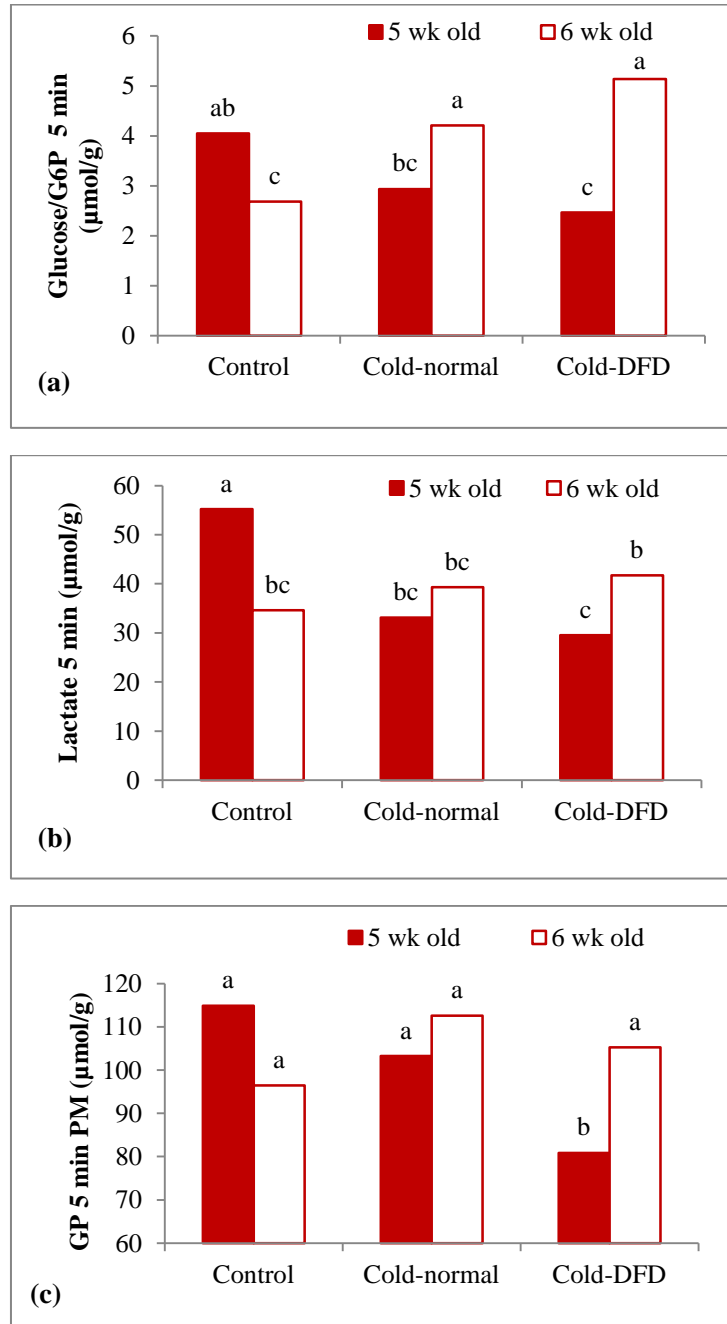 5 wk old 6 wk old
Glucose/G6P 5 min
(µmol/g)
6
5
4
3
2
1
0
ab
c
bc
a
c
a
Control Cold-normal Cold-DFD
(a)
5 wk old 6 wk old
Lactate 5 min (µmol/g)
60
50
40
30
20
10
0
a
bc
bc
bc
c
b
Control Cold-normal Cold-DFD
(b)
5 wk old 6 wk old
GP 5 min PM (µmol/g)
120
110
100
90
80
70
60
a
a
a
a
b
a
Control Cold-normal Cold-DFD
(c)